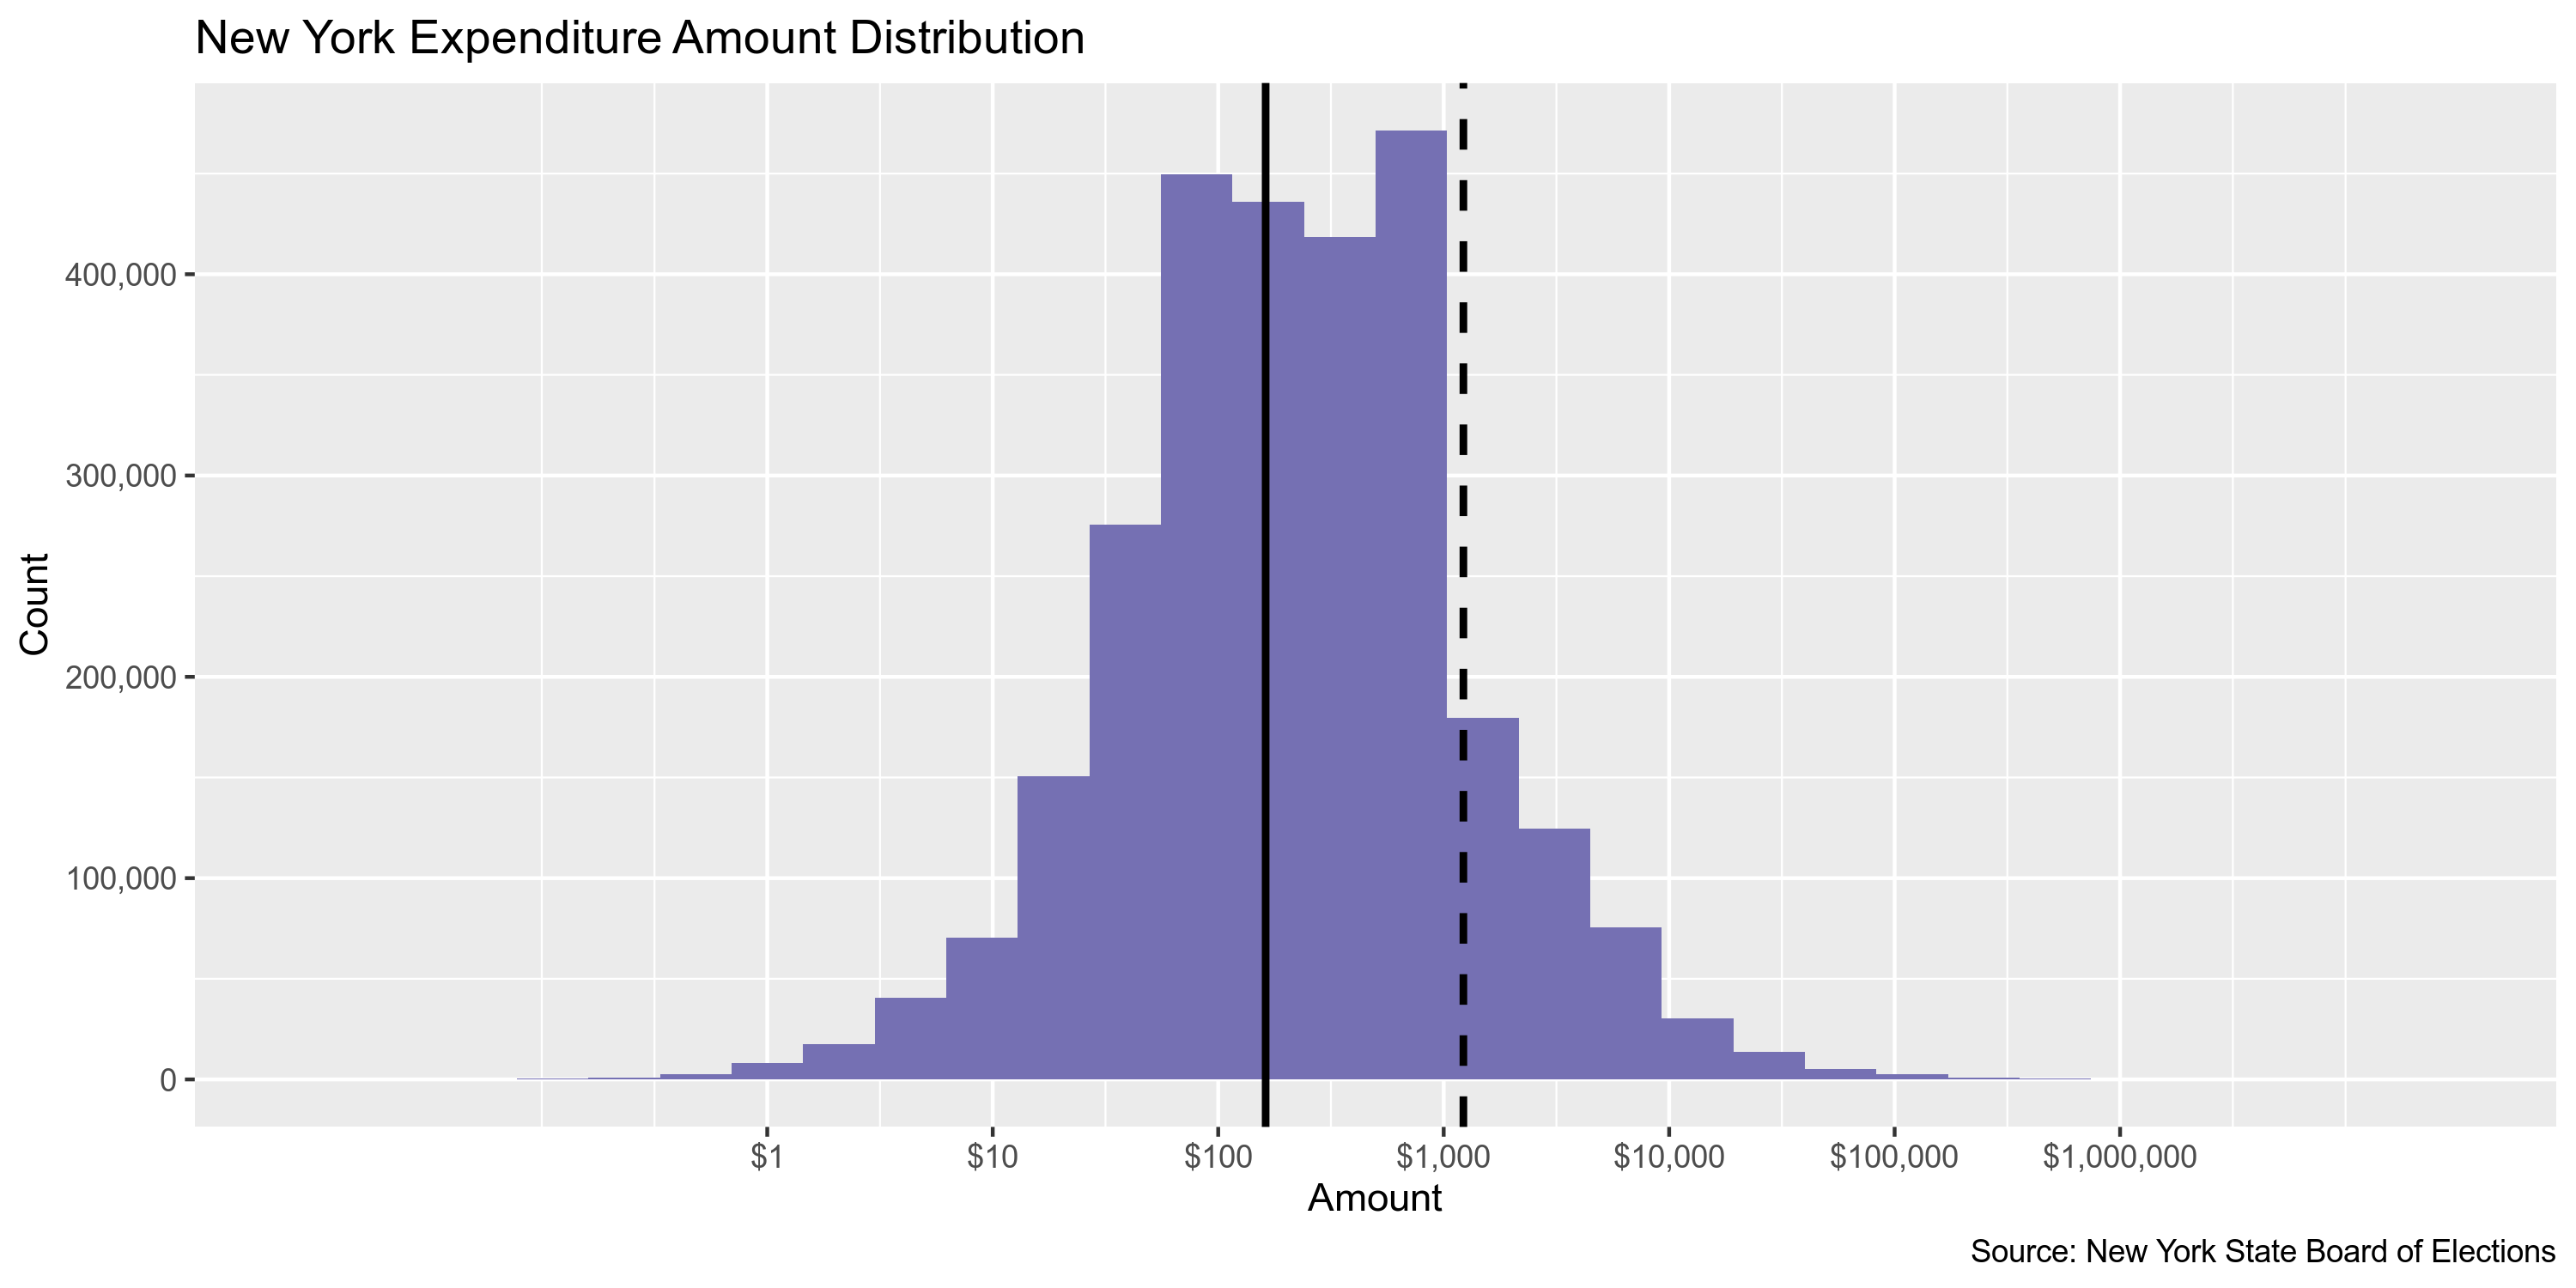 New York Expenditure Amount Distribution
Count
400,000
300,000
200,000
100,000
0
$1 $10 $100 $1,000 $10,000 $100,000 $1,000,000
Amount
Source: New York State Board of Elections